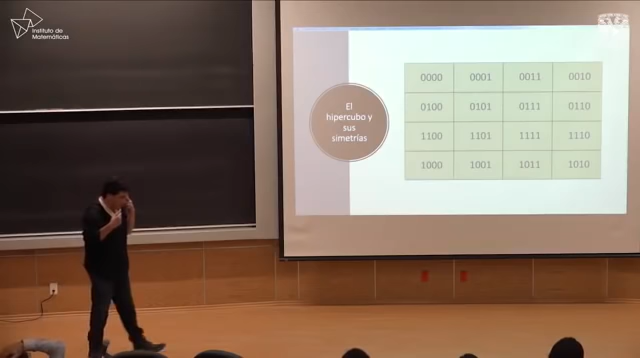 Instituto de
Matemáticas
El
hipercubo y
sus
simetrías
0000 0001 0011 0010
0100 0101 0111 0110
1100 1101 1111 1110
1000 1001 1011 1010